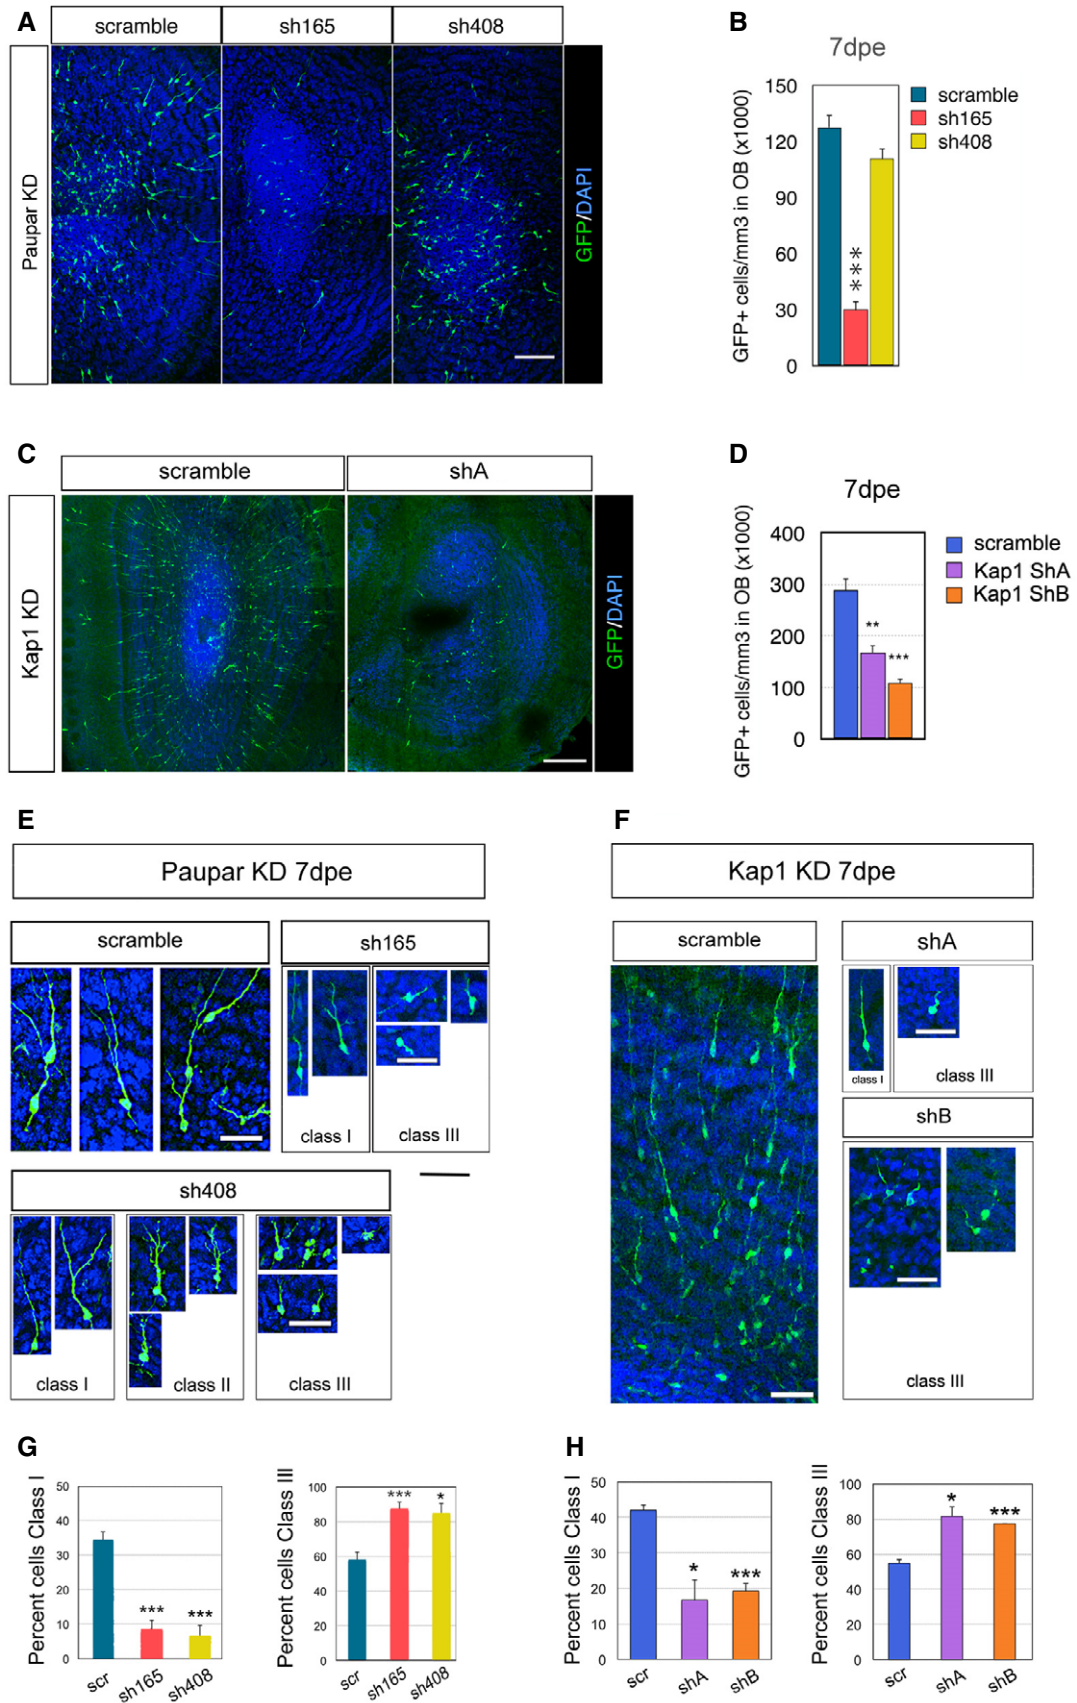 A
scramble
sh165
sh408
Paupar KD
GFP/DAPI
B
7dpe
GFP+ cells/mm3 in OB (x1000)
150
120
90
60
30
0
***
scramble
sh165
sh408
C
scramble
shA
Kap1 KD
GFP/DAPI
D
7dpe
GFP+ cells/mm3 in OB (x1000)
400
300
200
100
0
**
***
scramble
Kap1 ShA
Kap1 ShB
E
Paupar KD 7dpe
scramble
sh165
class I
class III
sh408
class I
class II
class III
F
Kap1 KD 7dpe
scramble
shA
class I
class III
shB
class III
G
Percent cells Class I
50
40
30
20
10
0
***
***
scr
sh165
sh408
Percent cells Class III
100
80
60
40
20
0
***
*
scr
sh165
sh408
H
Percent cells Class I
50
40
30
20
10
0
*
***
scr
shA
shB
Percent cells Class III
100
80
60
40
20
0
*
***
scr
shA
shB